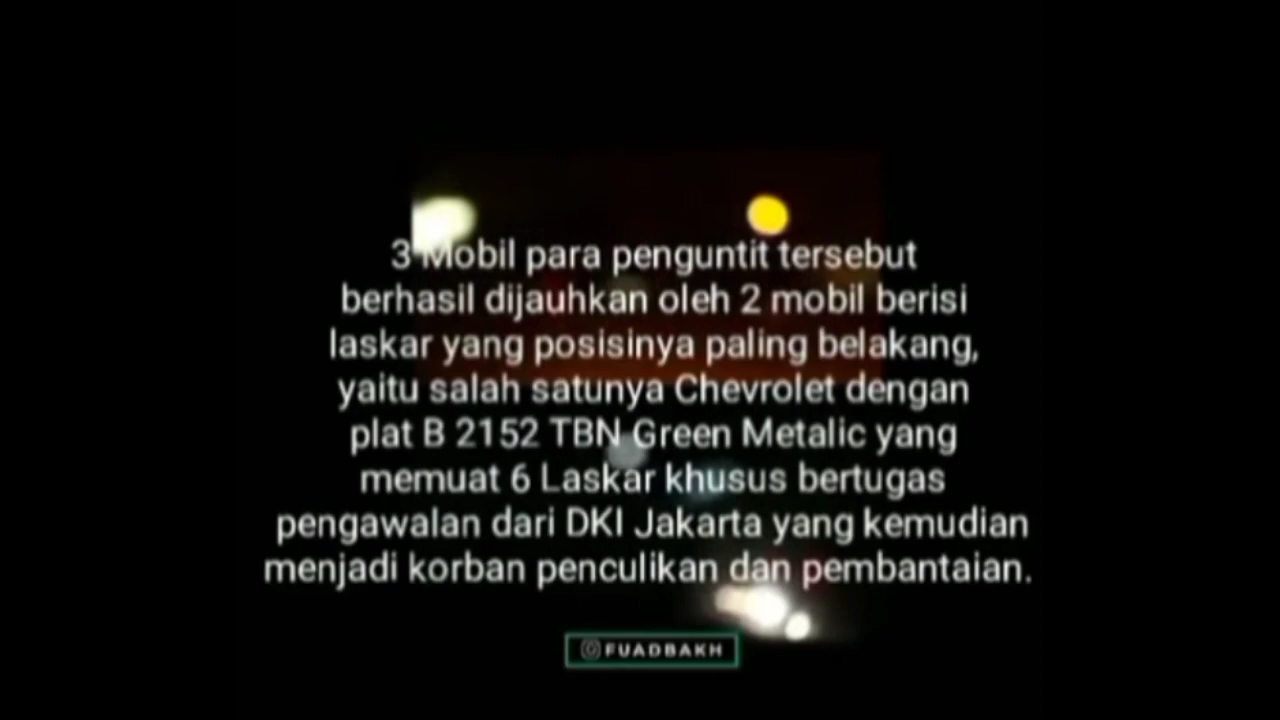 3 Mobil para penguntit tersebut
berhasil dijauhkan oleh 2 mobil berisi
laskar yang posisinya paling belakang,
yaitu salah satunya Chevrolet dengan
plat B 2152 TBN Green Metalic yang
memuat 6 Laskar khusus bertugas
pengawalan dari DKI Jakarta yang kemudian
menjadi korban penculikan dan pembantaian.
FUADBAKH